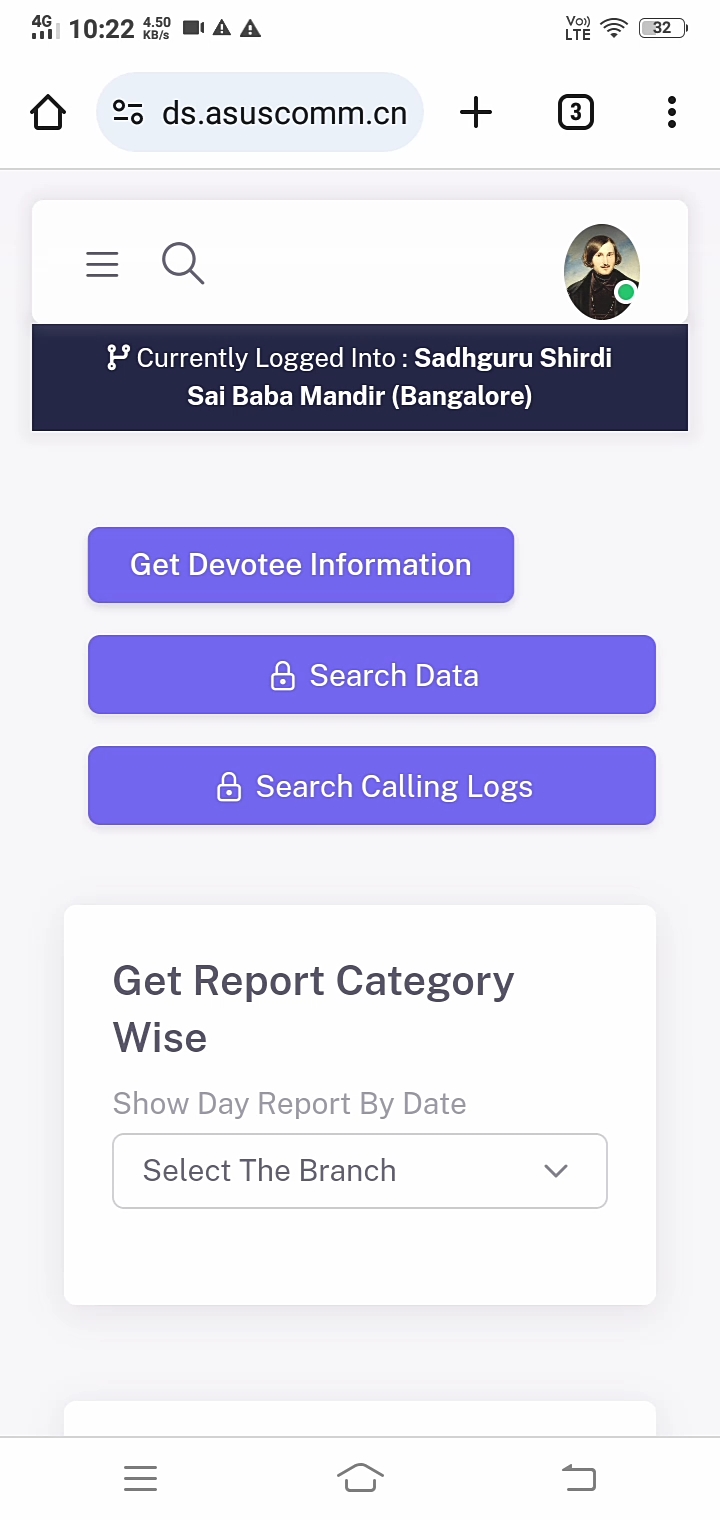 4G 10:22 4.50 KB/s Vo)) LTE 32
ds.asuscomm.cn 3
Currently Logged Into : Sadhguru Shirdi
Sai Baba Mandir (Bangalore)
Get Devotee Information
Search Data
Search Calling Logs
Get Report Category
Wise
Show Day Report By Date
Select The Branch